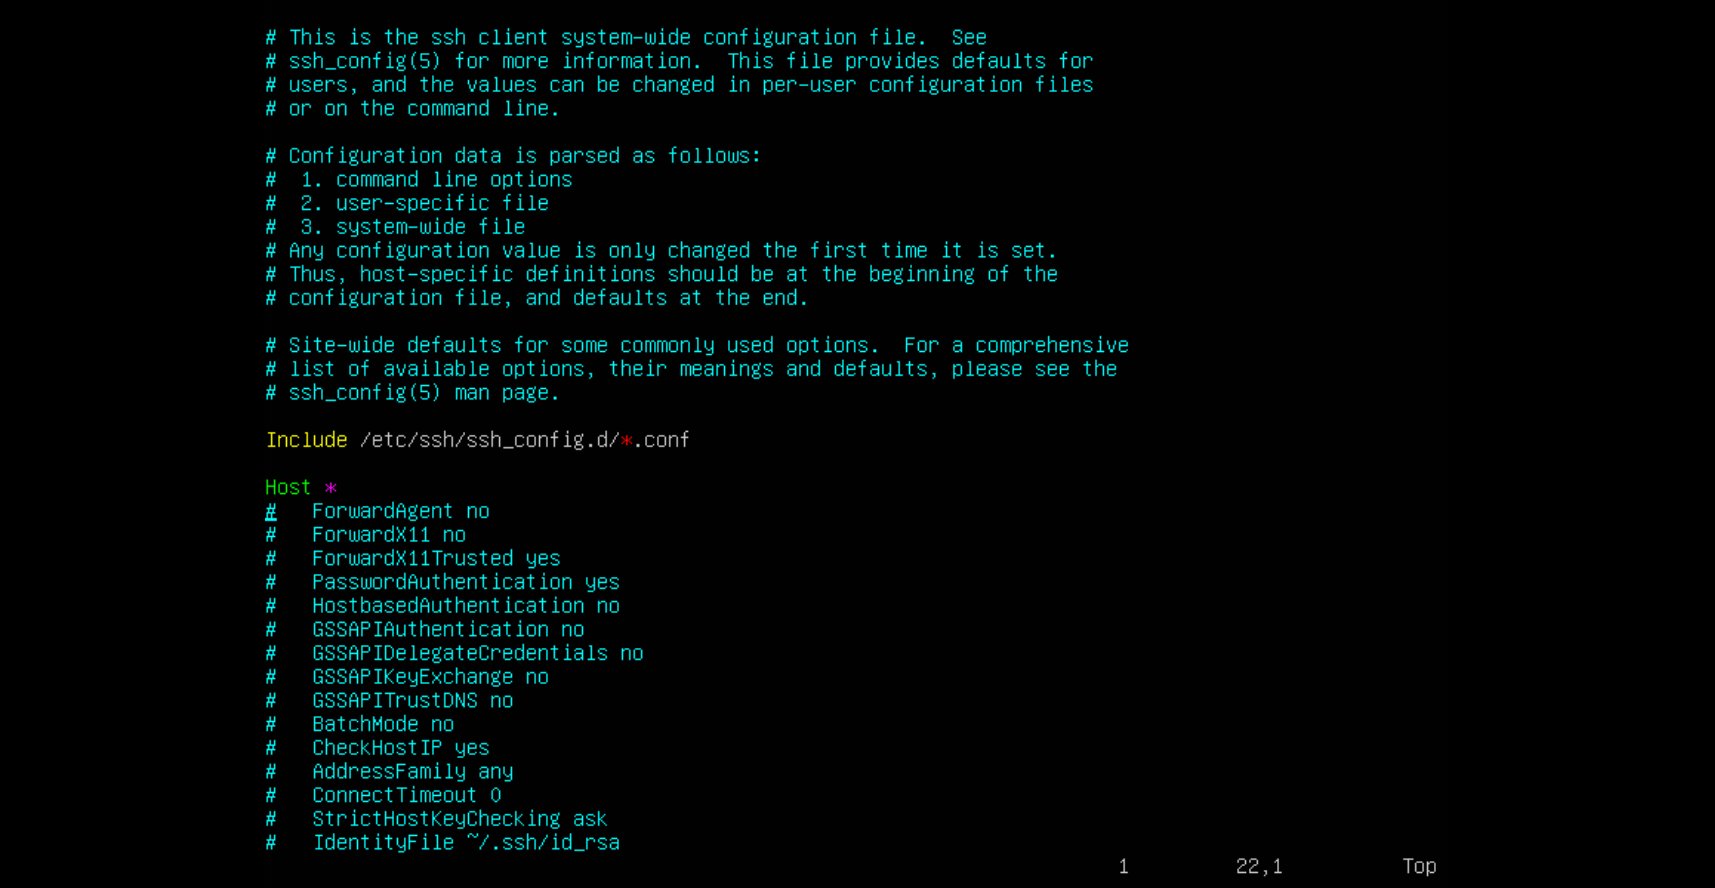 # This is the ssh client system-wide configuration file.  See
# ssh_config(5) for more information.  This file provides defaults for
# users, and the values can be changed in per-user configuration files
# or on the command line.

# Configuration data is parsed as follows:
#  1. command line options
#  2. user-specific file
#  3. system-wide file
# Any configuration value is only changed the first time it is set.
# Thus, host-specific definitions should be at the beginning of the
# configuration file, and defaults at the end.

# Site-wide defaults for some commonly used options.  For a comprehensive
# list of available options, their meanings and defaults, please see the
# ssh_config(5) man page.

Include /etc/ssh/ssh_config.d/*.conf

Host *
#   ForwardAgent no
#   ForwardX11 no
#   ForwardX11Trusted yes
#   PasswordAuthentication yes
#   HostbasedAuthentication no
#   GSSAPIAuthentication no
#   GSSAPIDelegateCredentials no
#   GSSAPIKeyExchange no
#   GSSAPITrustDNS no
#   BatchMode no
#   CheckHostIP yes
#   AddressFamily any
#   ConnectTimeout 0
#   StrictHostKeyChecking ask
#   IdentityFile ~/.ssh/id_rsa
1 22,1 Top